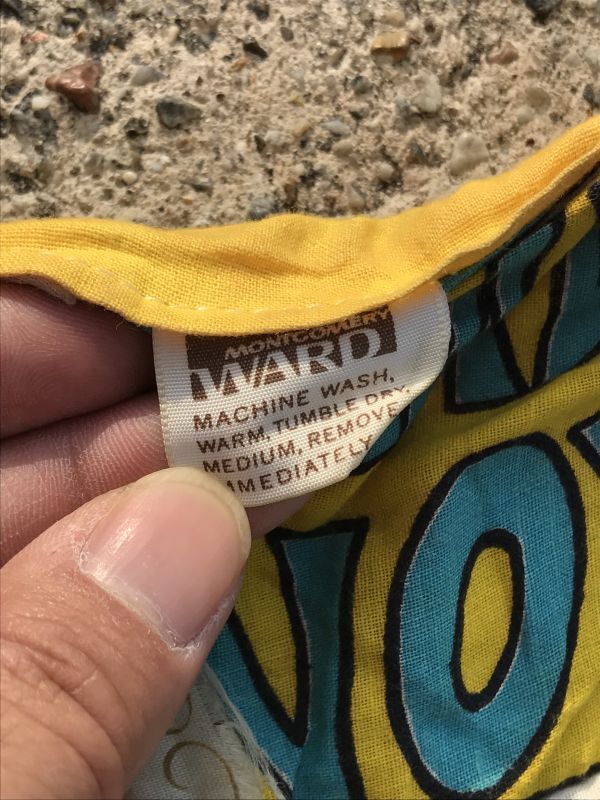 MONTGOMERY
WARD
MACHINE WASH,
WARM, TUMBLE DRY,
MEDIUM, REMOVE
IMMEDIATELY